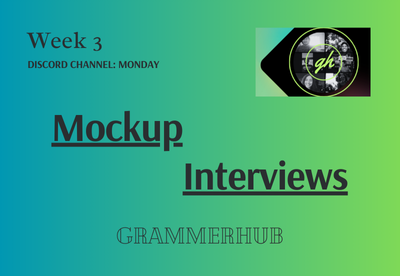 Week 3
DISCORD CHANNEL: MONDAY
gh
Mockup
Interviews
GRAMMERHUB